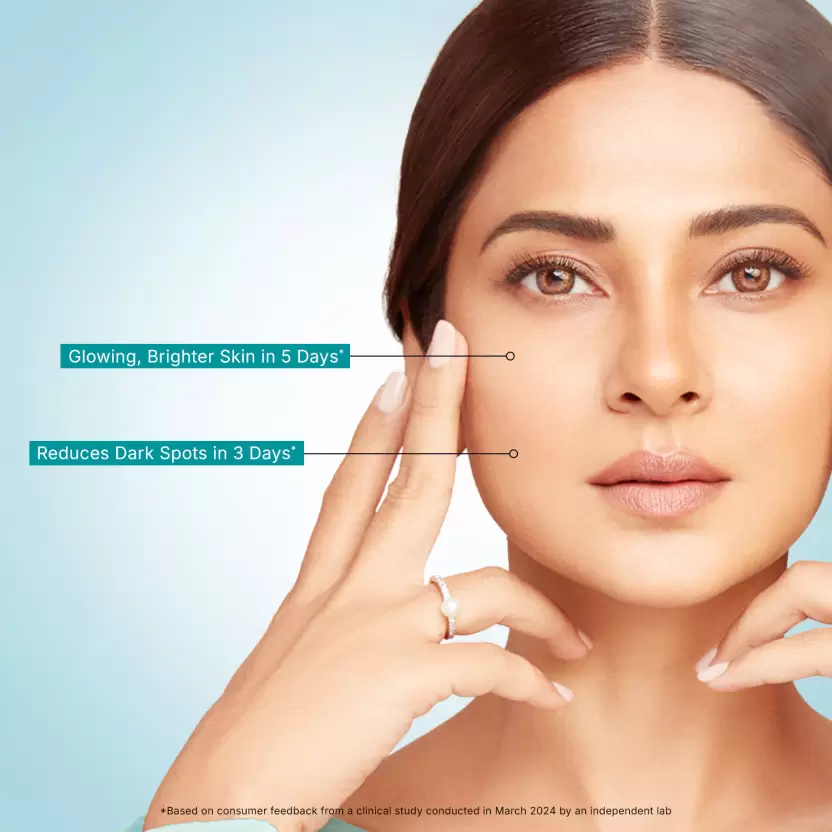 Glowing, Brighter Skin in 5 Days*
Reduces Dark Spots in 3 Days*
*Based on consumer feedback from a clinical study conducted in March 2024 by an independent lab